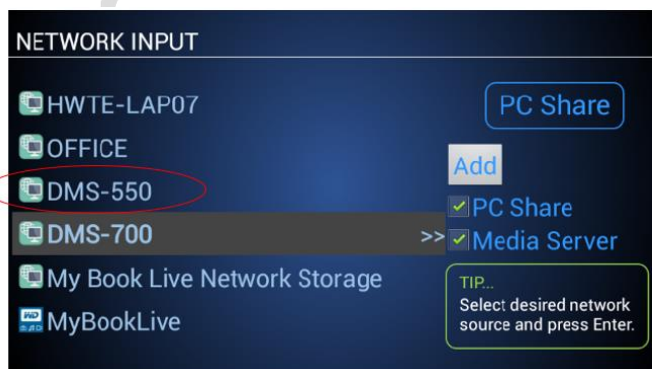 NETWORK INPUT
HWTE-LAP07
OFFICE
DMS-550
DMS-700 >>
My Book Live Network Storage
WD
MyBookLive
PC Share
Add
PC Share
Media Server
TIP...
Select desired network
source and press Enter.